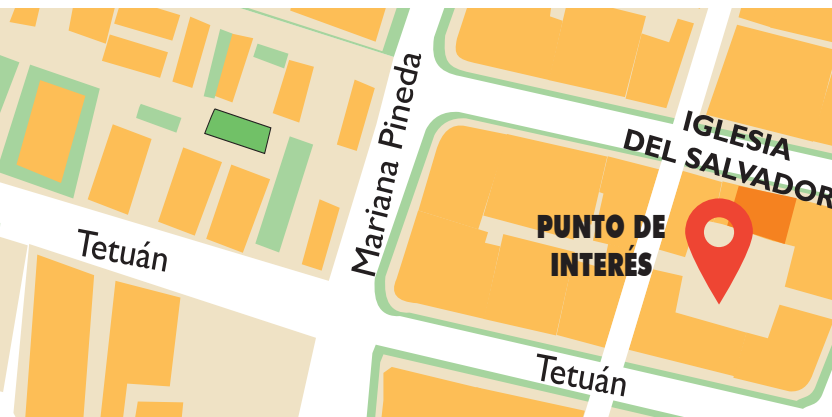 Mariana Pineda
IGLESIA
DEL SALVADOR
PUNTO DE
INTERÉS
Tetuán
Tetuán